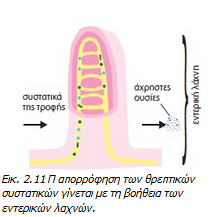 συστατικά
της τροφής
άχρηστες
ουσίες
εντερική λάχνη
Εικ. 2.11 Π απορρόφηση των θρεπτικών
συστατικών γίνεται με τη βοήθεια των
εντερικών λαχνών.